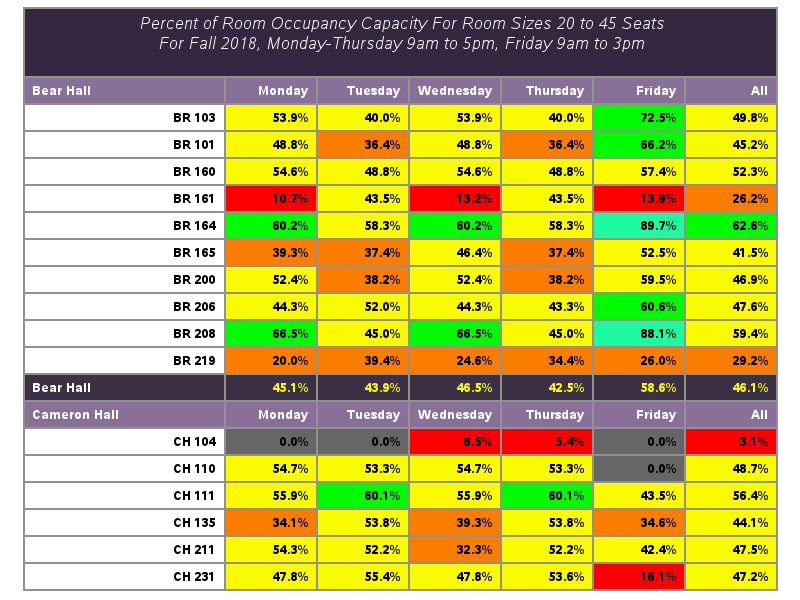 Percent of Room Occupancy Capacity For Room Sizes 20 to 45 Seats
For Fall 2018, Monday-Thursday 9am to 5pm, Friday 9am to 3pm
Bear Hall Monday Tuesday Wednesday Thursday Friday All
BR 103 53.9% 40.0% 53.9% 40.0% 72.5% 49.8%
BR 101 48.8% 36.4% 48.8% 36.4% 66.2% 45.2%
BR 160 54.6% 48.8% 54.6% 48.8% 57.4% 52.3%
BR 161 10.7% 43.5% 13.2% 43.5% 13.9% 26.2%
BR 164 60.2% 58.3% 60.2% 58.3% 89.7% 62.6%
BR 165 39.3% 37.4% 46.4% 37.4% 52.5% 41.5%
BR 200 52.4% 38.2% 52.4% 38.2% 59.5% 46.9%
BR 206 44.3% 52.0% 44.3% 43.3% 60.6% 47.6%
BR 208 66.5% 45.0% 66.5% 45.0% 88.1% 59.4%
BR 219 20.0% 39.4% 24.6% 34.4% 26.0% 29.2%
Bear Hall 45.1% 43.9% 46.5% 42.5% 58.6% 46.1%
Cameron Hall Monday Tuesday Wednesday Thursday Friday All
CH 104 0.0% 0.0% 8.5% 5.4% 0.0% 3.1%
CH 110 54.7% 53.3% 54.7% 53.3% 0.0% 48.7%
CH 111 55.9% 60.1% 55.9% 60.1% 43.5% 56.4%
CH 135 34.1% 53.8% 39.3% 53.8% 34.6% 44.1%
CH 211 54.3% 52.2% 32.3% 52.2% 42.4% 47.5%
CH 231 47.8% 55.4% 47.8% 53.6% 16.1% 47.2%